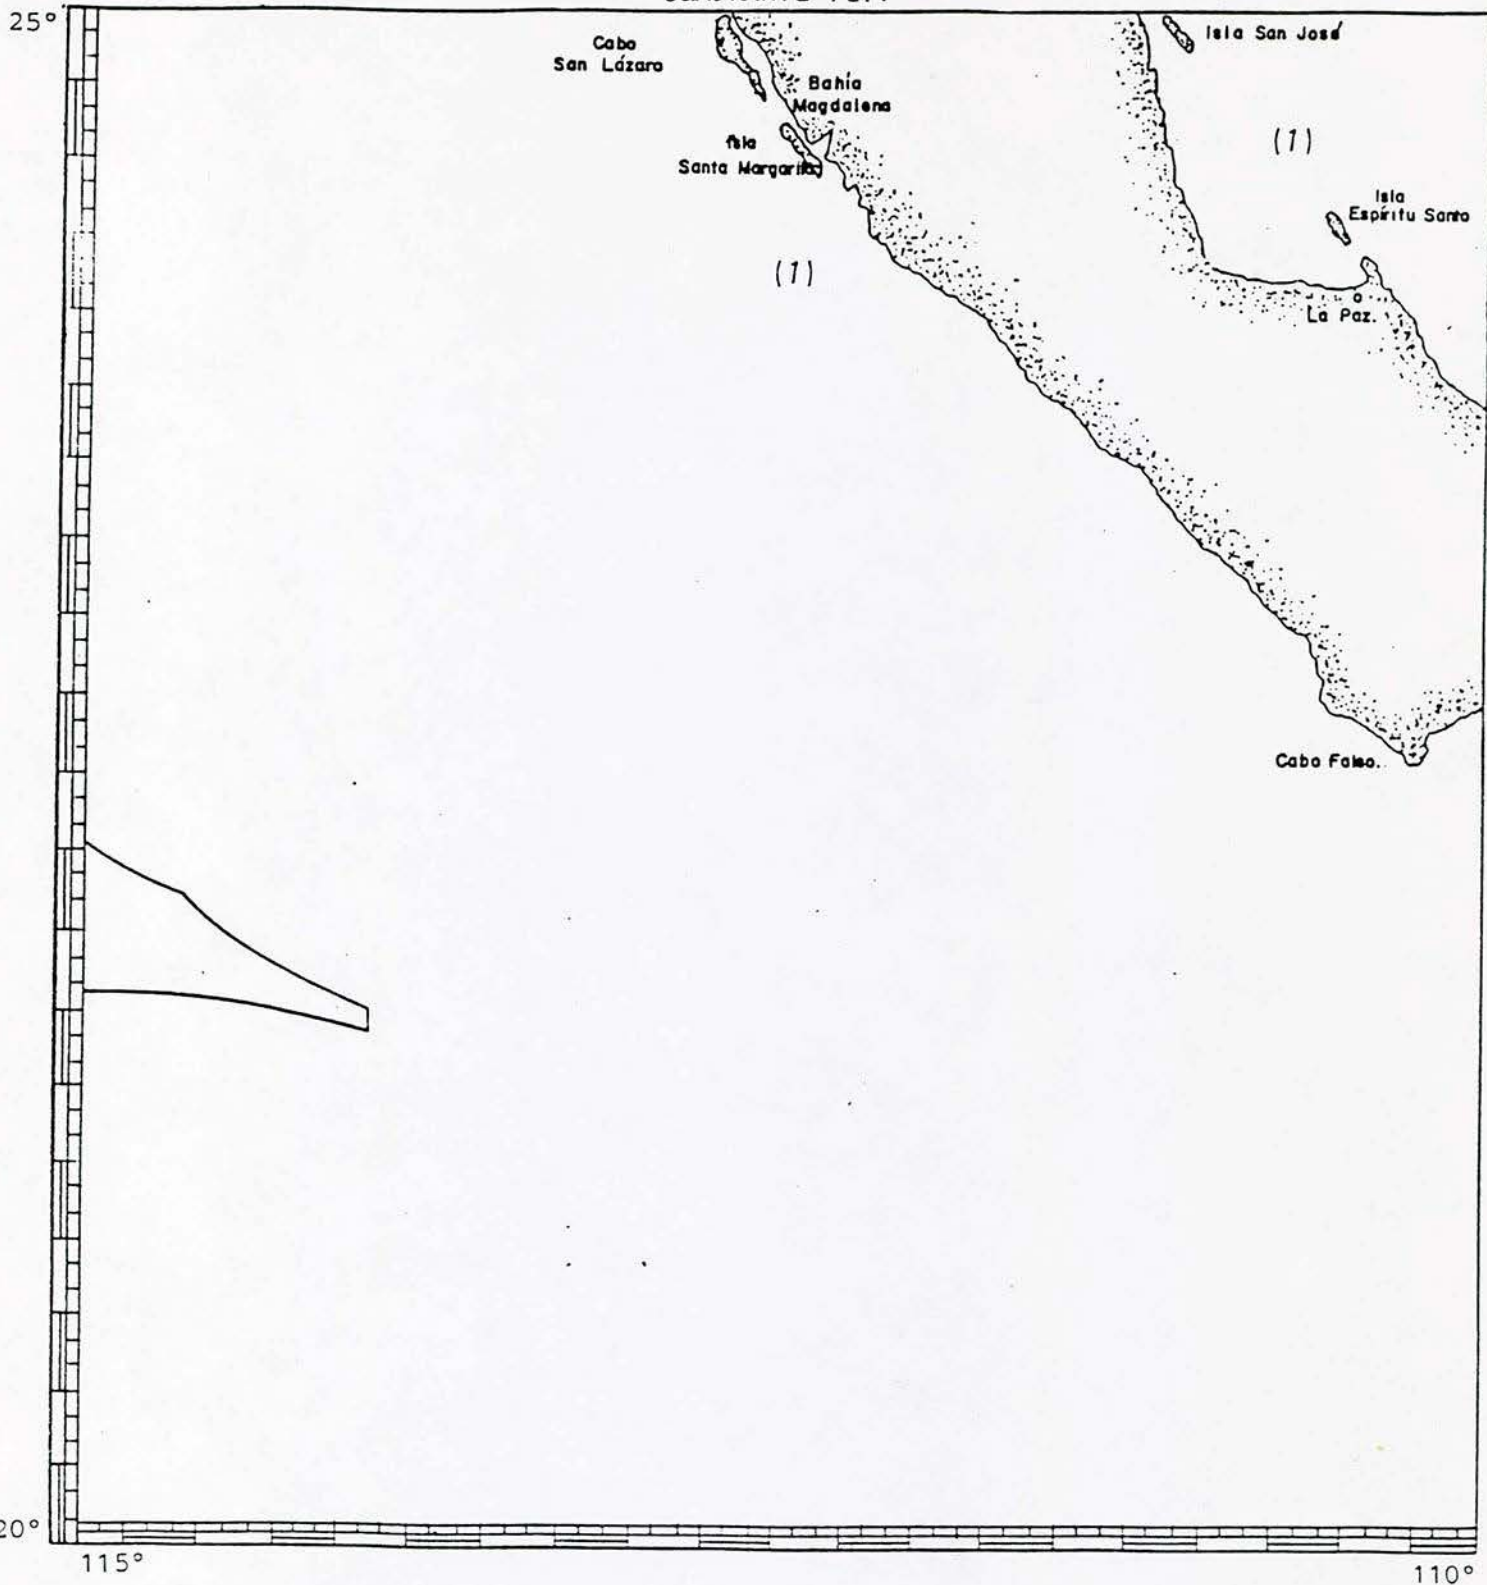 25°
Cabo
San Lázaro
Bahía
Magdalena
Isla
Santa Margarita
(1)
Isla San José
(1)
Isla
Espíritu Santo
La Paz.
Cabo Falso.
20°
115°
110°